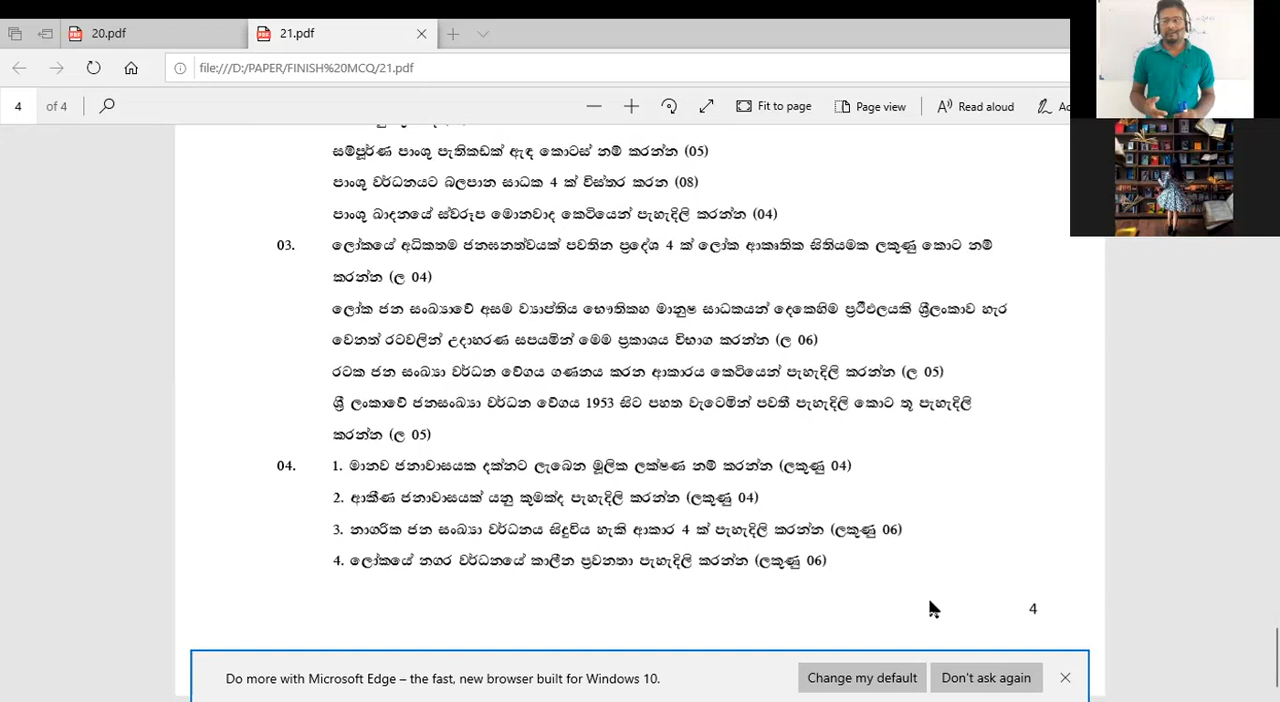 20.pdf
21.pdf
file:///D:/PAPER/FINISH%20MCQ/21.pdf
4 of 4
Fit to page
Page view
Read aloud
සම්පූර්ණ පාංශු පැතිකඩක් ඇඳ කොටස් නම් කරන්න (05)
පාංශු වර්ධනයට බලපාන සාධක 4 ක් විස්තර කරන (08)
පාංශු ඛාදනයේ ස්වරූප මොනවාද කෙටියෙන් පැහැදිලි කරන්න (04)
03. ලෝකයේ අධිකතම ජනඝනත්වයක් පවතින ප්‍රදේශ 4 ක් ලෝක ආකෘතික සිතියමක ලකුණු කොට නම්
කරන්න (ල 04)
ලෝක ජන සංඛ්‍යාවේ අසම ව්‍යාප්තිය භෞතිකහ මානුෂ සාධකයන් දෙකෙහිම ප්‍රථිඵලයකි ශ්‍රීලංකාව හැර
වෙනත් රටවලින් උදාහරණ සපයමින් මෙම ප්‍රකාශය විභාග කරන්න (ල 06)
රටක ජන සංඛ්‍යා වර්ධන වේගය ගණනය කරන ආකාරය කෙටියෙන් පැහැදිලි කරන්න (ල 05)
ශ්‍රී ලංකාවේ ජනසංඛ්‍යා වර්ධන වේගය 1953 සිට පහත වැටෙමින් පවතී පැහැදිලි කොට තූ පැහැදිලි
කරන්න (ල 05)
04. 1. මානව ජනාවාසයක දක්නට ලැබෙන මූලික ලක්ෂණ නම් කරන්න (ලකුණු 04)
2. ආකීණ ජනාවාසයක් යනු කුමක්ද පැහැදිලි කරන්න (ලකුණු 04)
3. නාගරික ජන සංඛ්‍යා වර්ධනය සිදුවිය හැකි ආකාර 4 ක් පැහැදිලි කරන්න (ලකුණු 06)
4. ලෝකයේ නගර වර්ධනයේ කාලීන ප්‍රවනතා පැහැදිලි කරන්න (ලකුණු 06)
4
Do more with Microsoft Edge – the fast, new browser built for Windows 10.
Change my default
Don't ask again